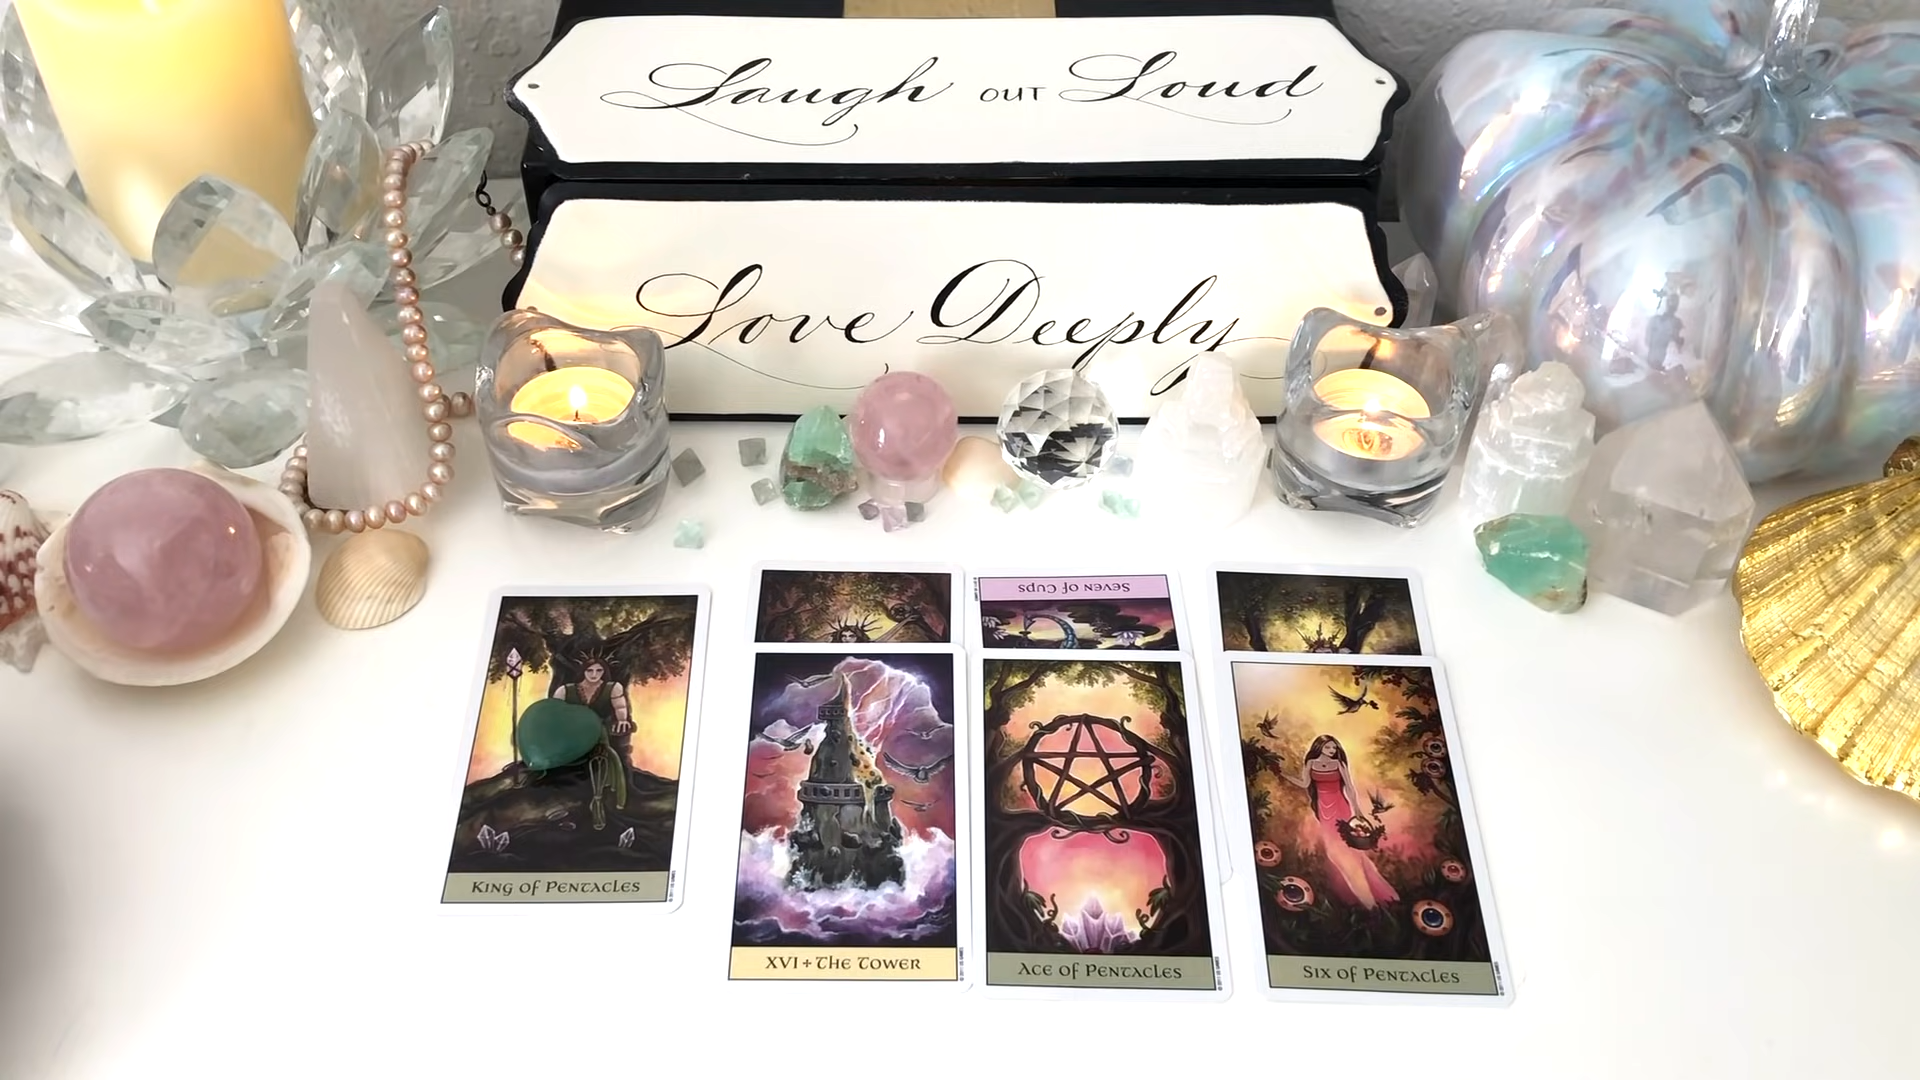 Laugh OUT Loud
Love Deeply
Seven of Cups
King of Pentacles
XVI + The Tower
Ace of Pentacles
Six of Pentacles